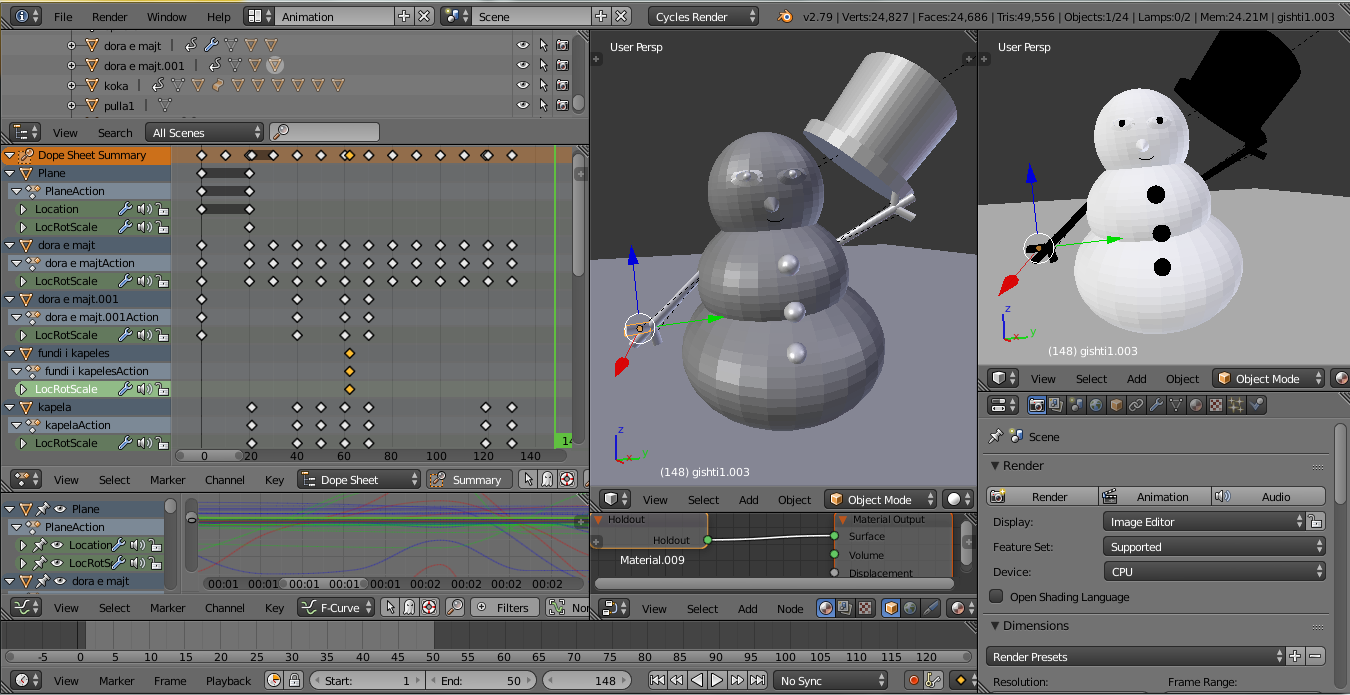 File Render Window Help Animation Scene Cycles Render v2.79 | Verts:24,827 | Faces:24,686 | Tris:49,556 | Objects:1/24 | Lamps:0/2 | Mem:24.21M | gishti1.003
dora e majt
dora e majt.001
koka
pulla1
View Search All Scenes
Dope Sheet Summary
Plane
PlaneAction
Location
LocRotScale
dora e majt
dora e majtAction
LocRotScale
dora e majt.001
dora e majt.001Action
LocRotScale
fundi i kapeles
fundi i kapelesAction
LocRotScale
kapela
kapelaAction
LocRotScale
0 20 40 60 80 100 120 140 14
View Select Marker Channel Key Dope Sheet Summary
Plane
PlaneAction
Location
LocRotSc
dora e majt
00:01 00:01 00:01 00:01 00:01 00:02 00:02 00:02 00:02
View Select Marker Channel Key F-Curve Filters Nor
User Persp
z
x
(148) gishti1.003
View Select Add Object Object Mode
Holdout
Holdout
Material.009
Material Output
Surface
Volume
Displacement
View Select Add Node
User Persp
z
y
x
(148) gishti1.003
View Select Add Object Object Mode
Scene
Render
Render Animation Audio
Display: Image Editor
Feature Set: Supported
Device: CPU
Open Shading Language
Dimensions
Render Presets
Resolution: Frame Range:
-5 0 5 10 15 20 25 30 35 40 45 50 55 60 65 70 75 80 85 90 95 100 105 110 115 120
View Marker Frame Playback Start: 1 End: 50 148 No Sync